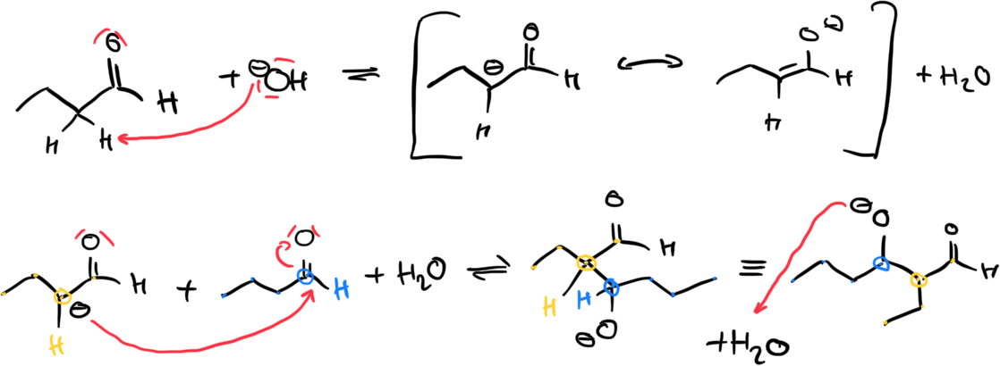 O H H H + ⊖OH ⇌ [ ⊖ O H H ↔ O ⊖ H H ] + H₂O
O H ⊖ H + O H + H₂O ⇌ O H H H ⊖O ≡ ⊖ O O H + H₂O